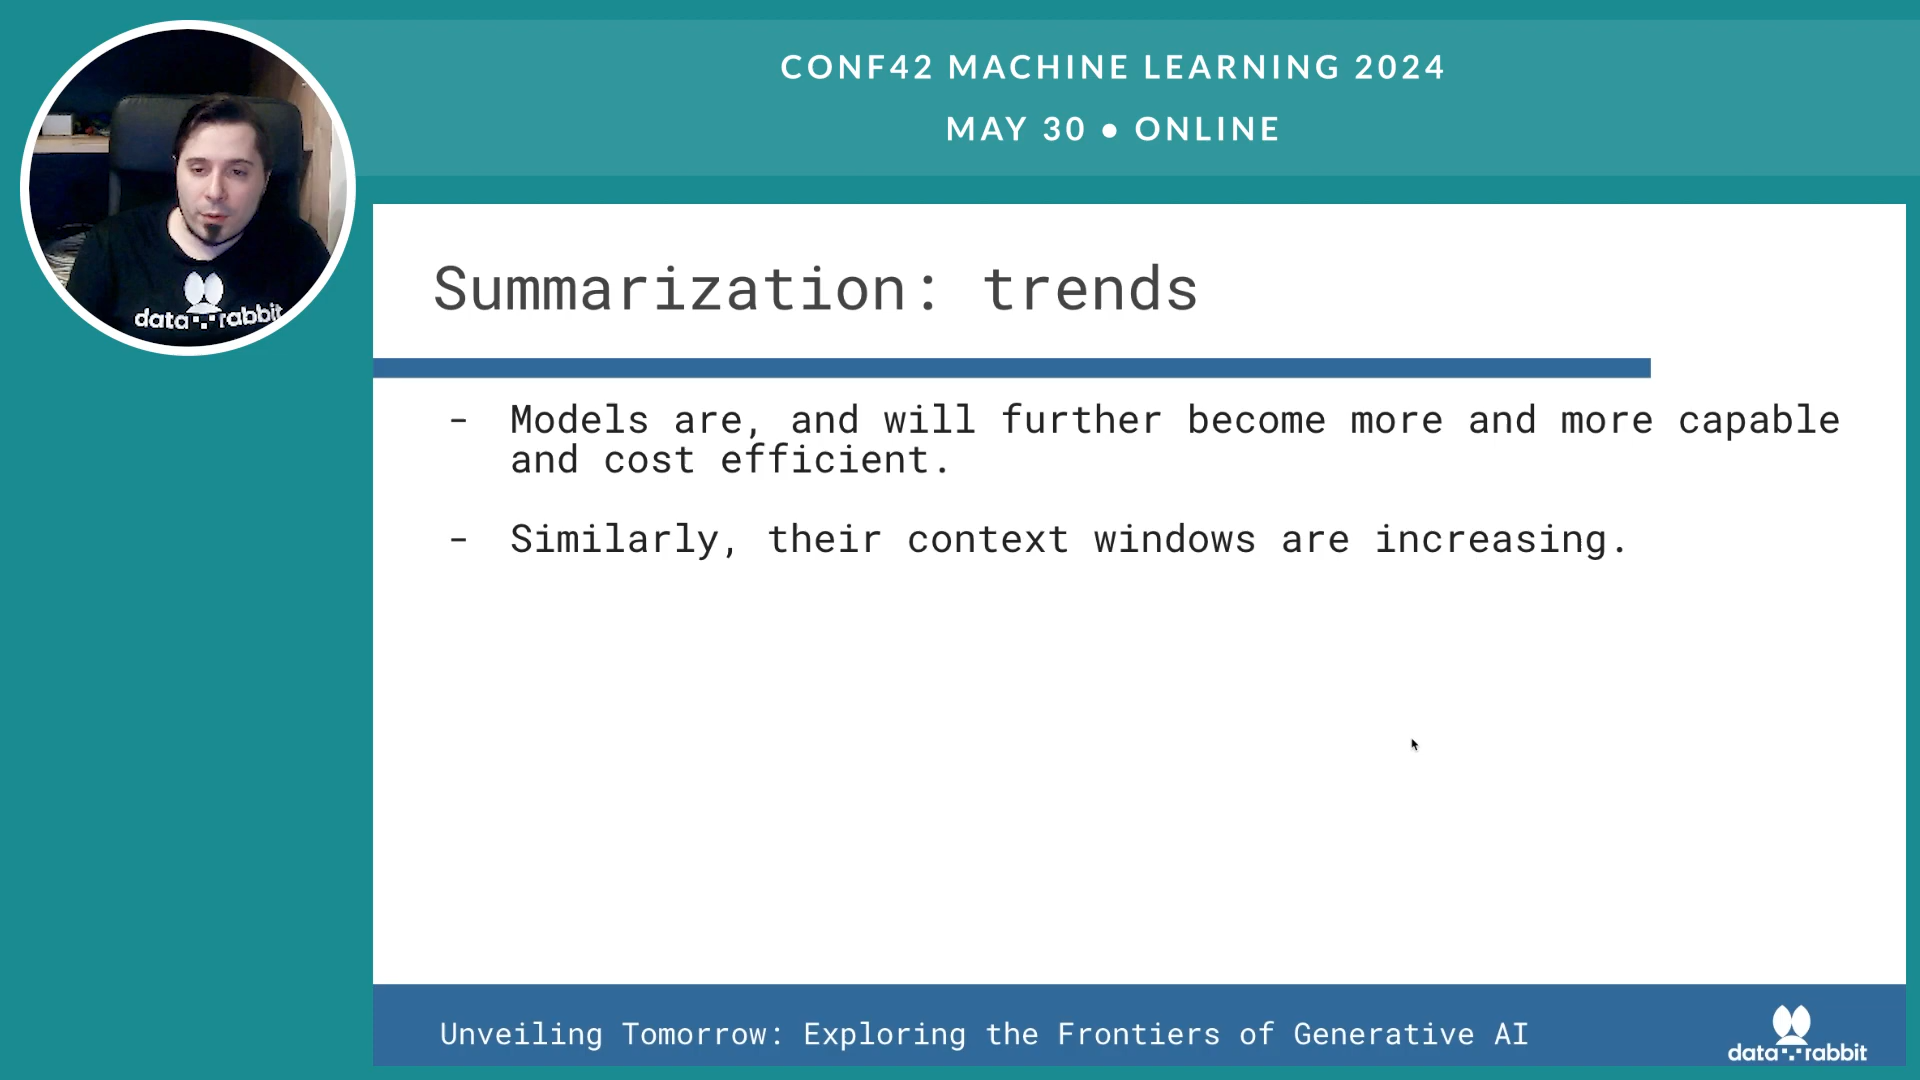 CONF42 MACHINE LEARNING 2024
MAY 30 • ONLINE
data rabbit
Summarization: trends
- Models are, and will further become more and more capable
and cost efficient.
- Similarly, their context windows are increasing.
Unveiling Tomorrow: Exploring the Frontiers of Generative AI
data rabbit